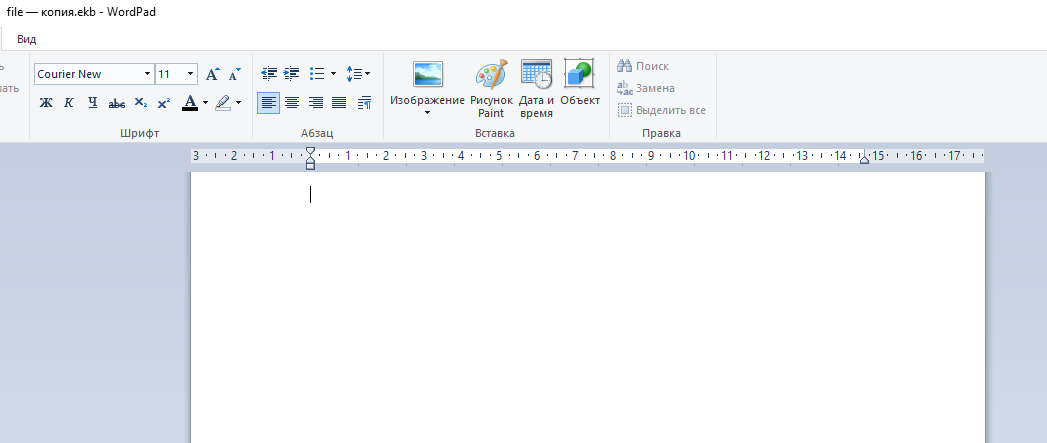 file — копия.ekb - WordPad
Вид
Courier New 11 A A
Ж К Ч abc X₂ X² A
Изображение
Рисунок Paint
Дата и время
Объект
Поиск
Замена
Выделить все
Шрифт Абзац Вставка Правка
3 2 1 1 2 3 4 5 6 7 8 9 10 11 12 13 14 15 16 17